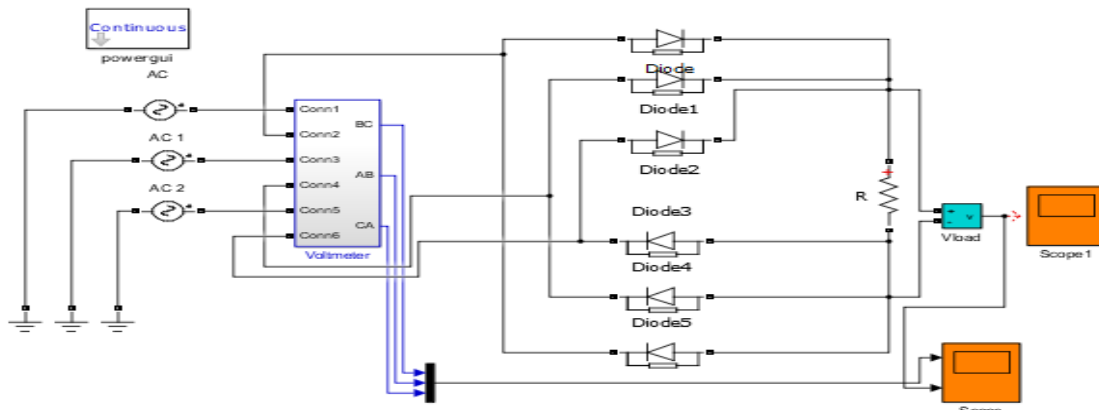 Continuous
powergui
AC
AC 1
AC 2
Conn1
Conn2
Conn3
Conn4
Conn5
Conn6
BC
AB
CA
Voltmeter
Diode
Diode1
Diode2
Diode3
Diode4
Diode5
R
+
-
v
Vload
Scope1